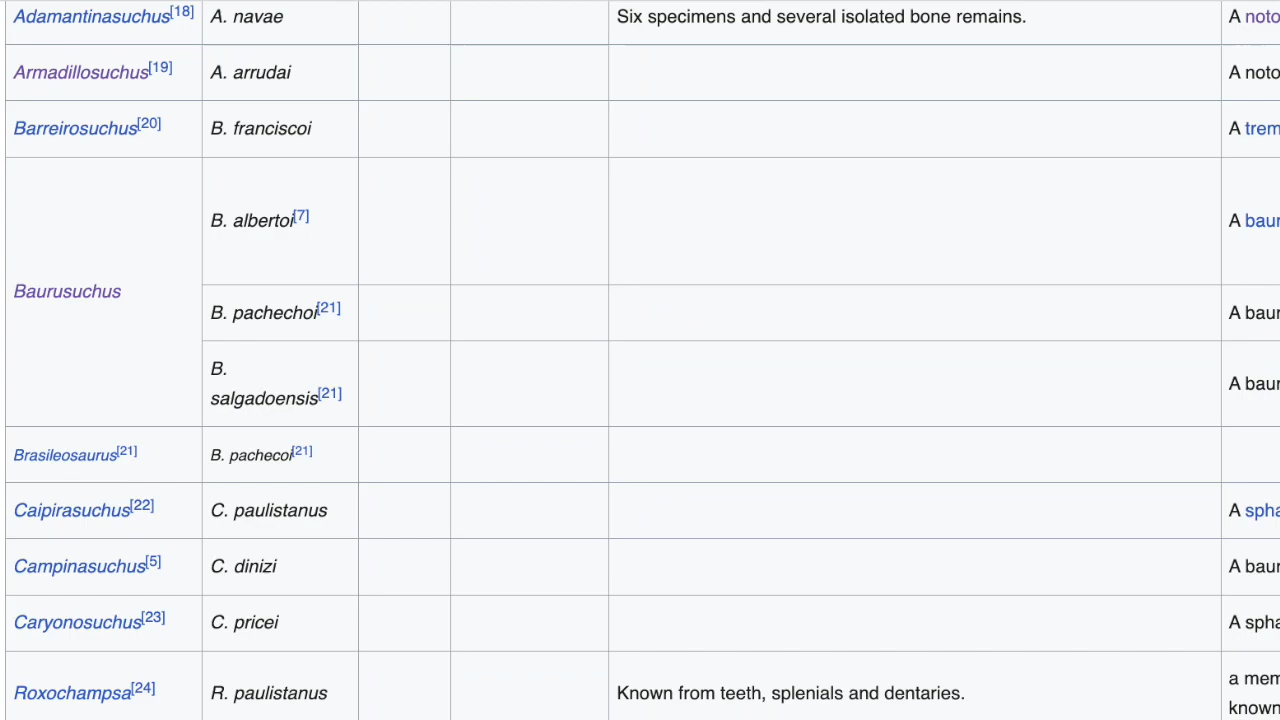 Adamantinasuchus[18] A. navae Six specimens and several isolated bone remains. A noto
Armadillosuchus[19] A. arrudai A noto
Barreirosuchus[20] B. franciscoi A trem
B. albertoi[7] A baur
Baurusuchus
B. pachechoi[21] A baur
B.
salgadoensis[21] A baur
Brasileosaurus[21] B. pachecoi[21]
Caipirasuchus[22] C. paulistanus A spha
Campinasuchus[5] C. dinizi A baur
Caryonosuchus[23] C. pricei A spha
Roxochampsa[24] R. paulistanus Known from teeth, splenials and dentaries. a mem
known